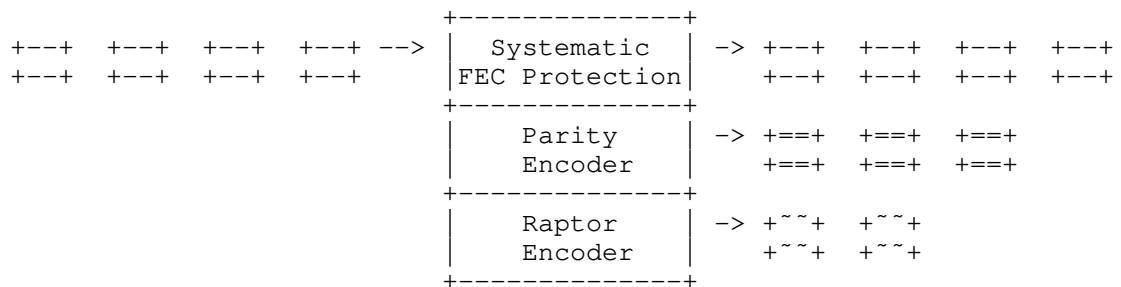 +--------------+
+--+  +--+  +--+  +--+ -->  |  Systematic  | -> +--+  +--+  +--+  +--+
+--+  +--+  +--+  +--+      |FEC Protection|    +--+  +--+  +--+  +--+
                            +--------------+
                            |    Parity    | -> +==+  +==+  +==+
                            |    Encoder   |    +==+  +==+  +==+
                            +--------------+
                            |    Raptor    | -> +~~+  +~~+
                            |    Encoder   |    +~~+  +~~+
                            +--------------+